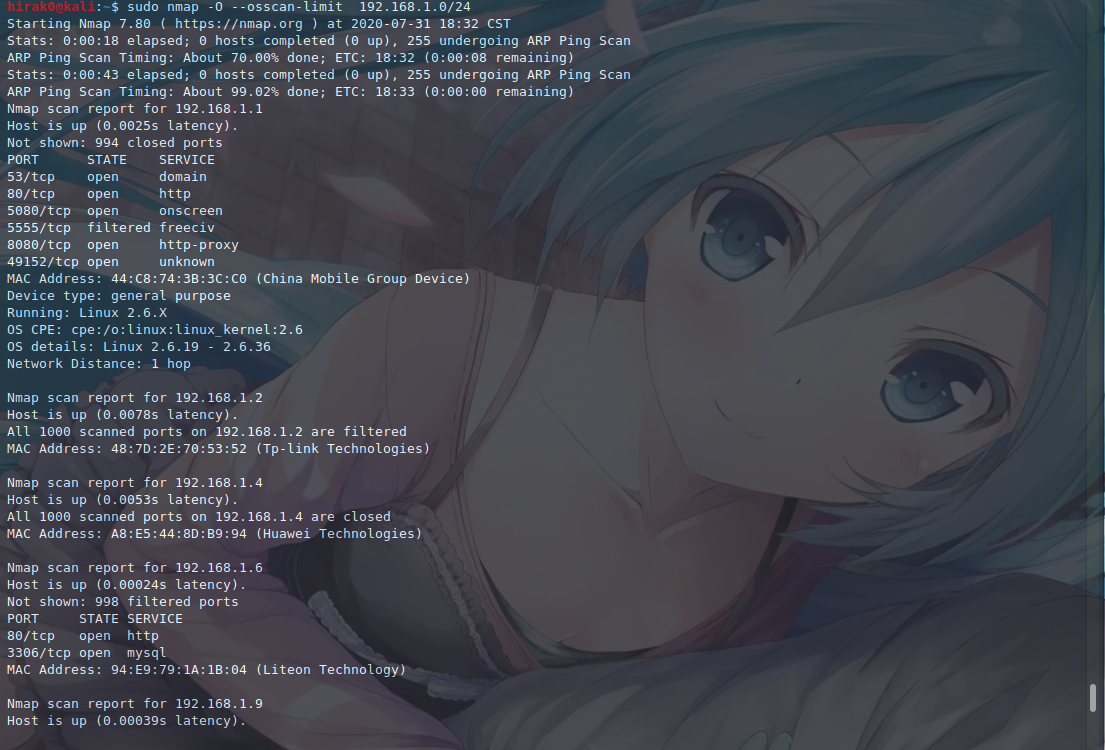 hirak0@kali:~$ sudo nmap -O --osscan-limit  192.168.1.0/24
Starting Nmap 7.80 ( https://nmap.org ) at 2020-07-31 18:32 CST
Stats: 0:00:18 elapsed; 0 hosts completed (0 up), 255 undergoing ARP Ping Scan
ARP Ping Scan Timing: About 70.00% done; ETC: 18:32 (0:00:08 remaining)
Stats: 0:00:43 elapsed; 0 hosts completed (0 up), 255 undergoing ARP Ping Scan
ARP Ping Scan Timing: About 99.02% done; ETC: 18:33 (0:00:00 remaining)
Nmap scan report for 192.168.1.1
Host is up (0.0025s latency).
Not shown: 994 closed ports
PORT      STATE    SERVICE
53/tcp    open     domain
80/tcp    open     http
5080/tcp  open     onscreen
5555/tcp  filtered freeciv
8080/tcp  open     http-proxy
49152/tcp open     unknown
MAC Address: 44:C8:74:3B:3C:C0 (China Mobile Group Device)
Device type: general purpose
Running: Linux 2.6.X
OS CPE: cpe:/o:linux:linux_kernel:2.6
OS details: Linux 2.6.19 - 2.6.36
Network Distance: 1 hop
Nmap scan report for 192.168.1.2
Host is up (0.0078s latency).
All 1000 scanned ports on 192.168.1.2 are filtered
MAC Address: 48:7D:2E:70:53:52 (Tp-link Technologies)
Nmap scan report for 192.168.1.4
Host is up (0.0053s latency).
All 1000 scanned ports on 192.168.1.4 are closed
MAC Address: A8:E5:44:8D:B9:94 (Huawei Technologies)
Nmap scan report for 192.168.1.6
Host is up (0.00024s latency).
Not shown: 998 filtered ports
PORT     STATE SERVICE
80/tcp   open  http
3306/tcp open  mysql
MAC Address: 94:E9:79:1A:1B:04 (Liteon Technology)
Nmap scan report for 192.168.1.9
Host is up (0.00039s latency).